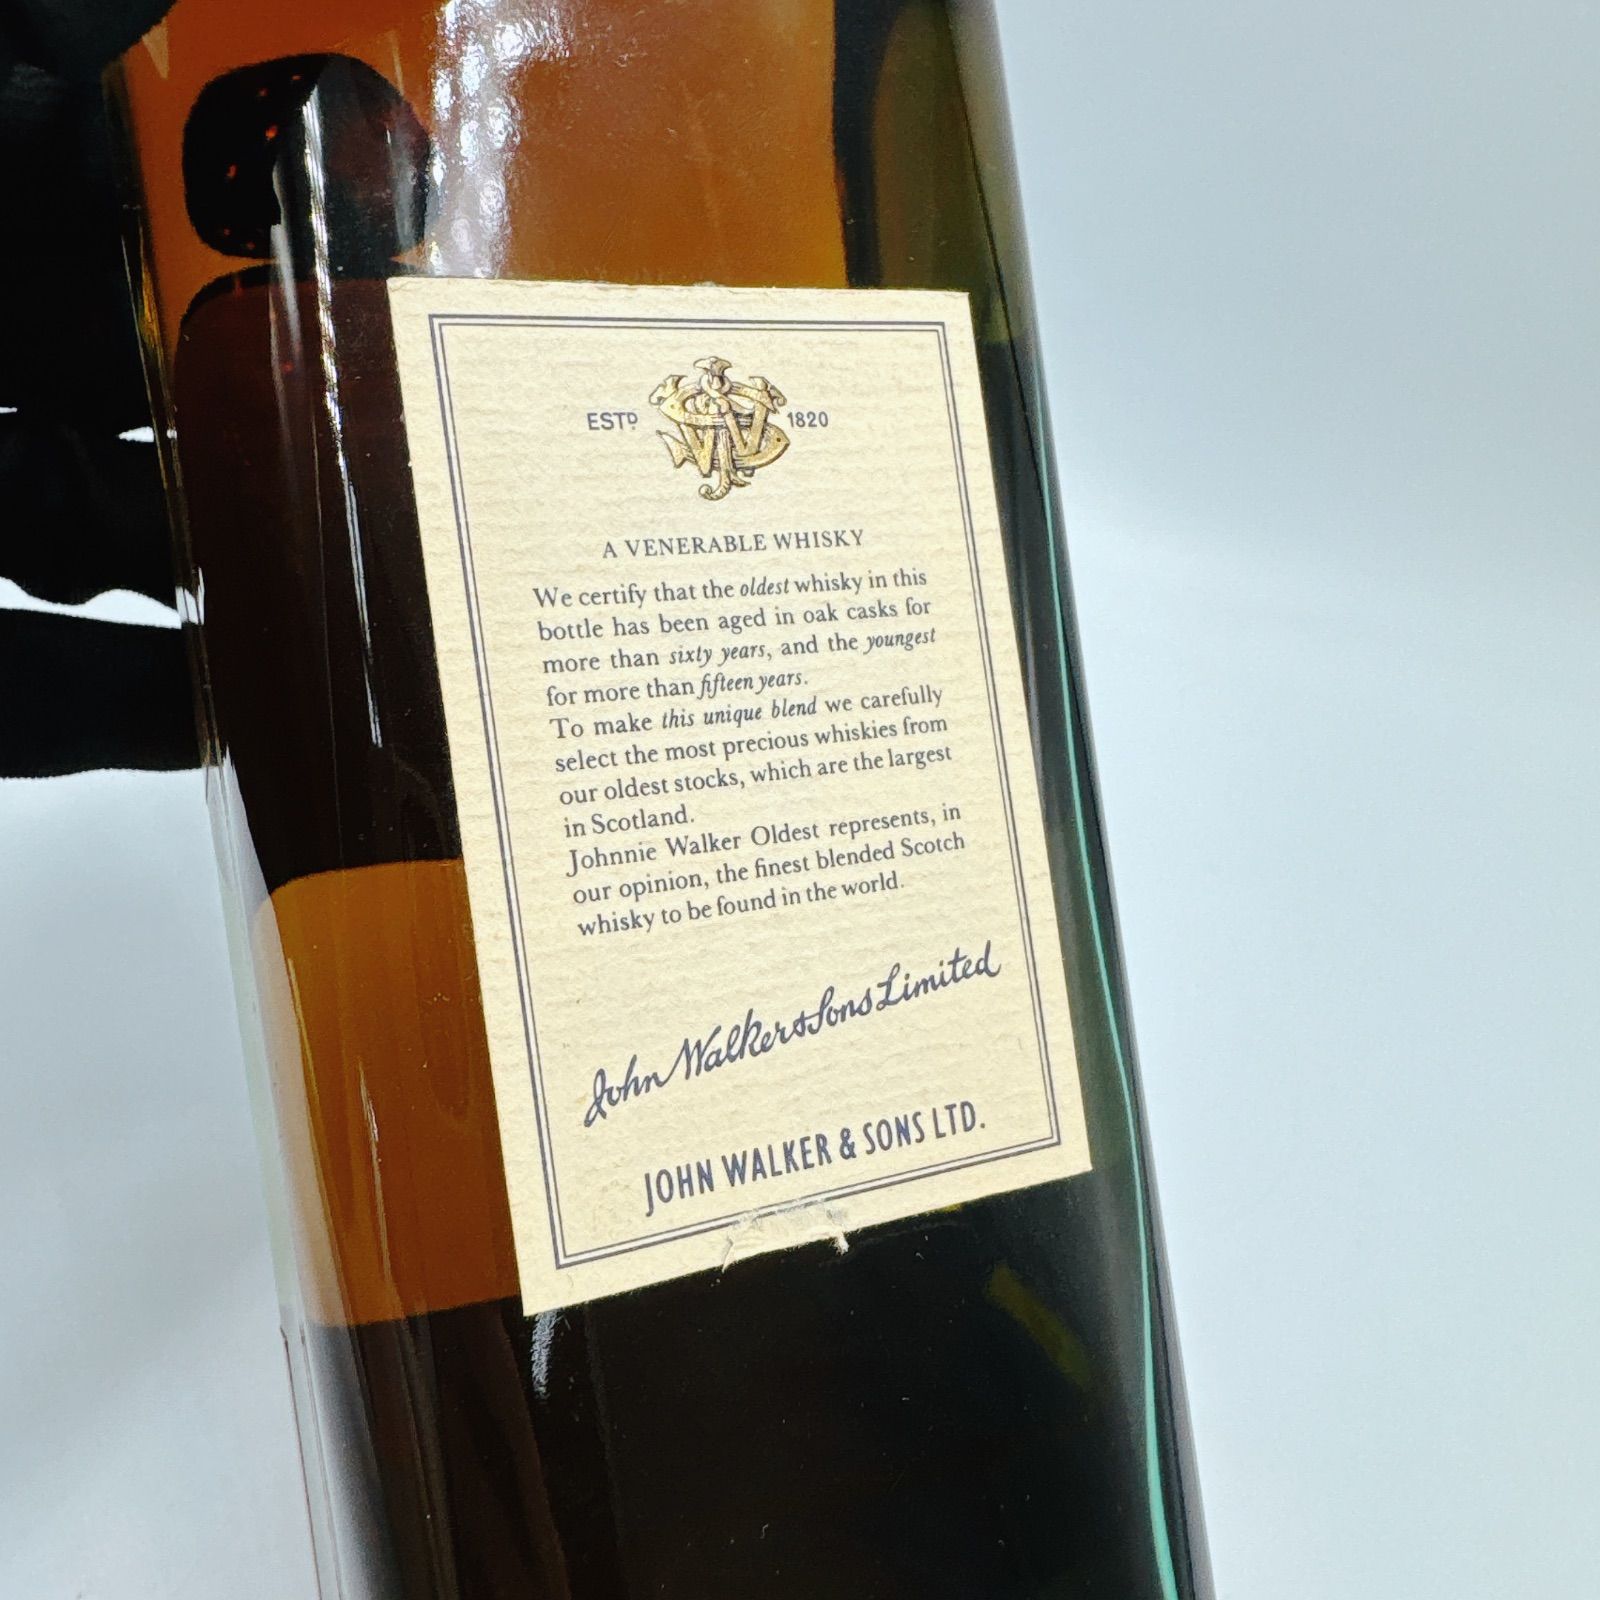 ESTD 1820
A VENERABLE WHISKY
We certify that the oldest whisky in this
bottle has been aged in oak casks for
more than sixty years, and the youngest
for more than fifteen years.
To make this unique blend we carefully
select the most precious whiskies from
our oldest stocks, which are the largest
in Scotland.
Johnnie Walker Oldest represents, in
our opinion, the finest blended Scotch
whisky to be found in the world.
John Walker & Sons Limited
JOHN WALKER & SONS LTD.